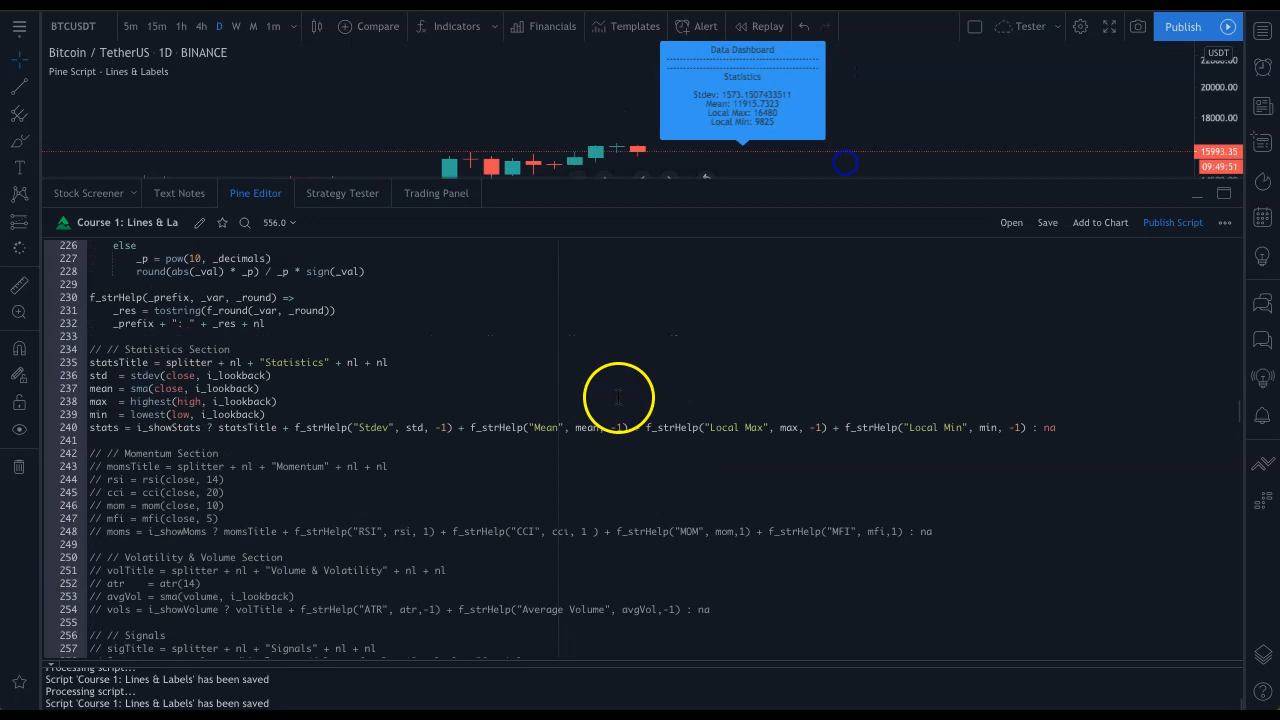 BTCUSDT 5m 15m 1h 4h D W M 1m Compare Indicators Financials Templates Alert Replay Tester Publish
Bitcoin / TetherUS · 1D · BINANCE
Pine Script - Lines & Labels
USDT
22000.00
20000.00
18000.00
15993.35
09:49:51
Data Dashboard
Statistics
Stdev: 1573.1507433511
Mean: 11915.7323
Local Max: 16480
Local Min: 9825
Stock Screener Text Notes Pine Editor Strategy Tester Trading Panel
Course 1: Lines & La 556.0 Open Save Add to Chart Publish Script
226 else
227 _p = pow(10, _decimals)
228 round(abs(_val) * _p) / _p * sign(_val)
229
230 f_strHelp(_prefix, _var, _round) =>
231 _res = tostring(f_round(_var, _round))
232 _prefix + ": " + _res + nl
233
234 // // Statistics Section
235 statsTitle = splitter + nl + "Statistics" + nl + nl
236 std = stdev(close, i_lookback)
237 mean = sma(close, i_lookback)
238 max = highest(high, i_lookback)
239 min = lowest(low, i_lookback)
240 stats = i_showStats ? statsTitle + f_strHelp("Stdev", std, -1) + f_strHelp("Mean", mean, -1) + f_strHelp("Local Max", max, -1) + f_strHelp("Local Min", min, -1) : na
241
242 // // Momentum Section
243 // momsTitle = splitter + nl + "Momentum" + nl + nl
244 // rsi = rsi(close, 14)
245 // cci = cci(close, 20)
246 // mom = mom(close, 10)
247 // mfi = mfi(close, 5)
248 // moms = i_showMoms ? momsTitle + f_strHelp("RSI", rsi, 1) + f_strHelp("CCI", cci, 1 ) + f_strHelp("MOM", mom,1) + f_strHelp("MFI", mfi,1) : na
249
250 // // Volatility & Volume Section
251 // volTitle = splitter + nl + "Volume & Volatility" + nl + nl
252 // atr = atr(14)
253 // avgVol = sma(volume, i_lookback)
254 // vols = i_showVolume ? volTitle + f_strHelp("ATR", atr,-1) + f_strHelp("Average Volume", avgVol,-1) : na
255
256 // // Signals
257 // sigTitle = splitter + nl + "Signals" + nl + nl
Processing script...
Script 'Course 1: Lines & Labels' has been saved
Processing script...
Script 'Course 1: Lines & Labels' has been saved